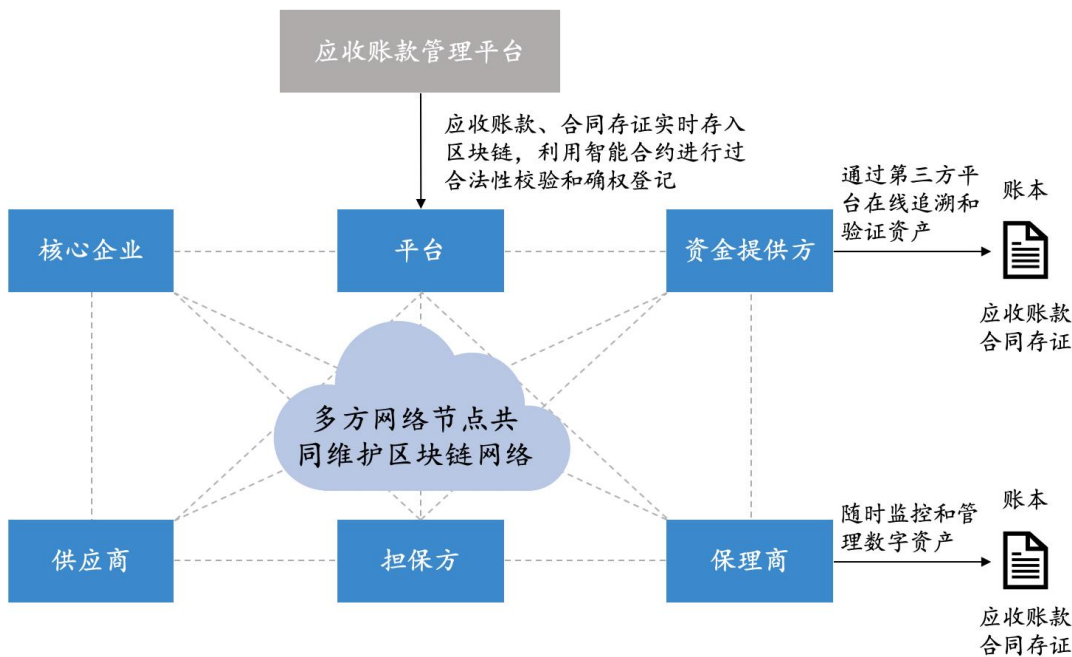 应收账款管理平台
应收账款、合同存证实时存入
区块链，利用智能合约进行过
合法性校验和确权登记
核心企业
平台
资金提供方
通过第三方平
台在线追溯和
验证资产
账本
应收账款
合同存证
多方网络节点共
同维护区块链网络
供应商
担保方
保理商
随时监控和管
理数字资产
账本
应收账款
合同存证